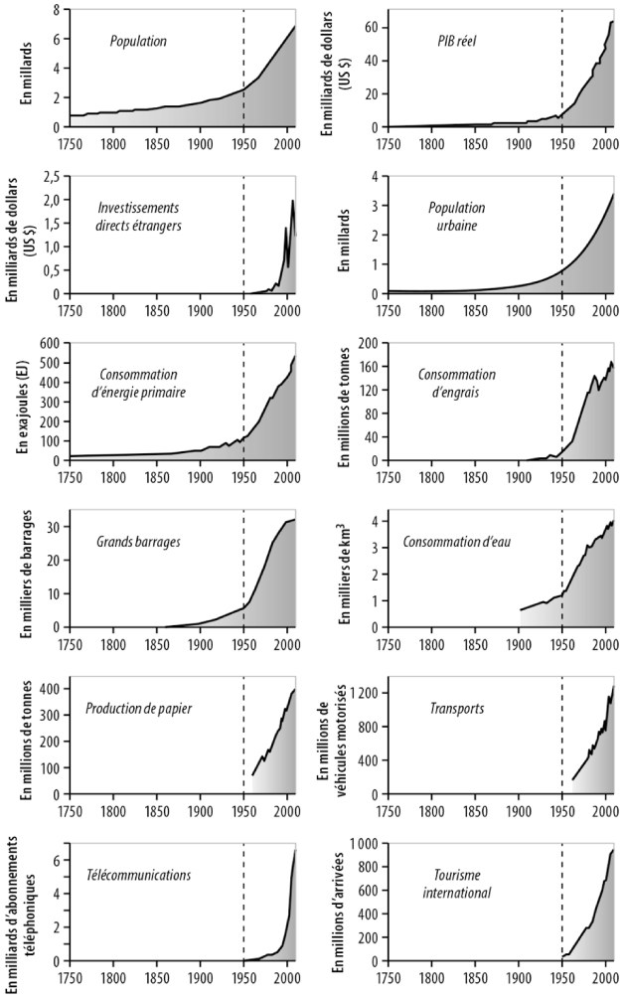 Population
En millards
8
6
4
2
0
1750 1800 1850 1900 1950 2000
PIB réel
En milliards de dollars
(US $)
60
40
20
0
1750 1800 1850 1900 1950 2000
Investissements
directs étrangers
En milliards de dollars
(US $)
2,5
2,0
1,5
1,0
0,5
0
1750 1800 1850 1900 1950 2000
Population
urbaine
En millards
4
3
2
1
0
1750 1800 1850 1900 1950 2000
Consommation
d'énergie primaire
En exajoules (EJ)
600
500
400
300
200
100
0
1750 1800 1850 1900 1950 2000
Consommation
d'engrais
En millions de tonnes
200
160
120
80
40
0
1750 1800 1850 1900 1950 2000
Grands barrages
En milliers de barrages
30
20
10
0
1750 1800 1850 1900 1950 2000
Consommation d'eau
En milliers de km³
4
3
2
1
0
1750 1800 1850 1900 1950 2000
Production de papier
En millions de tonnes
400
300
200
100
0
1750 1800 1850 1900 1950 2000
Transports
En millions de
véhicules motorisés
1 200
800
400
0
1750 1800 1850 1900 1950 2000
Télécommunications
En milliards d'abonnements
téléphoniques
6
4
2
0
1750 1800 1850 1900 1950 2000
Tourisme
international
En millions d'arrivées
1 000
800
600
400
200
0
1750 1800 1850 1900 1950 2000